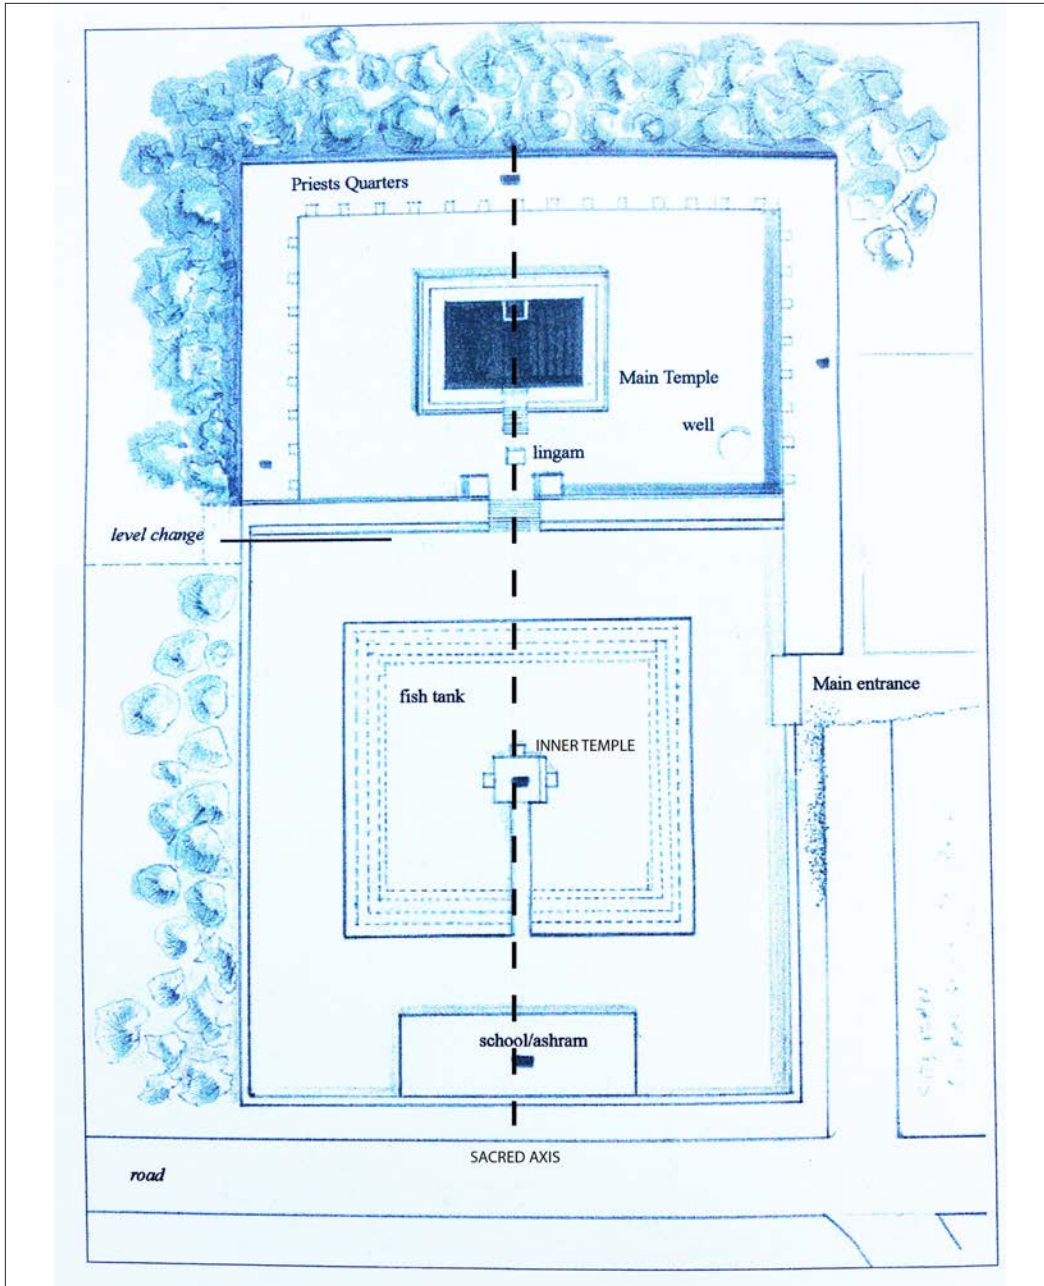 Priests Quarters
Main Temple
well
lingam
level change
Main entrance
fish tank
INNER TEMPLE
school/ashram
SACRED AXIS
road